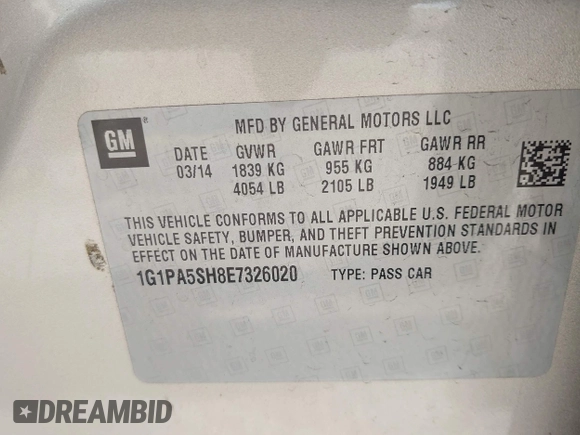 GM ®
MFD BY GENERAL MOTORS LLC
DATE GVWR GAWR FRT GAWR RR
03/14 1839 KG 955 KG 884 KG
4054 LB 2105 LB 1949 LB
THIS VEHICLE CONFORMS TO ALL APPLICABLE U.S. FEDERAL MOTOR
VEHICLE SAFETY, BUMPER, AND THEFT PREVENTION STANDARDS IN
EFFECT ON THE DATE OF MANUFACTURE SHOWN ABOVE.
1G1PA5SH8E7326020 TYPE: PASS CAR
DREAMBID